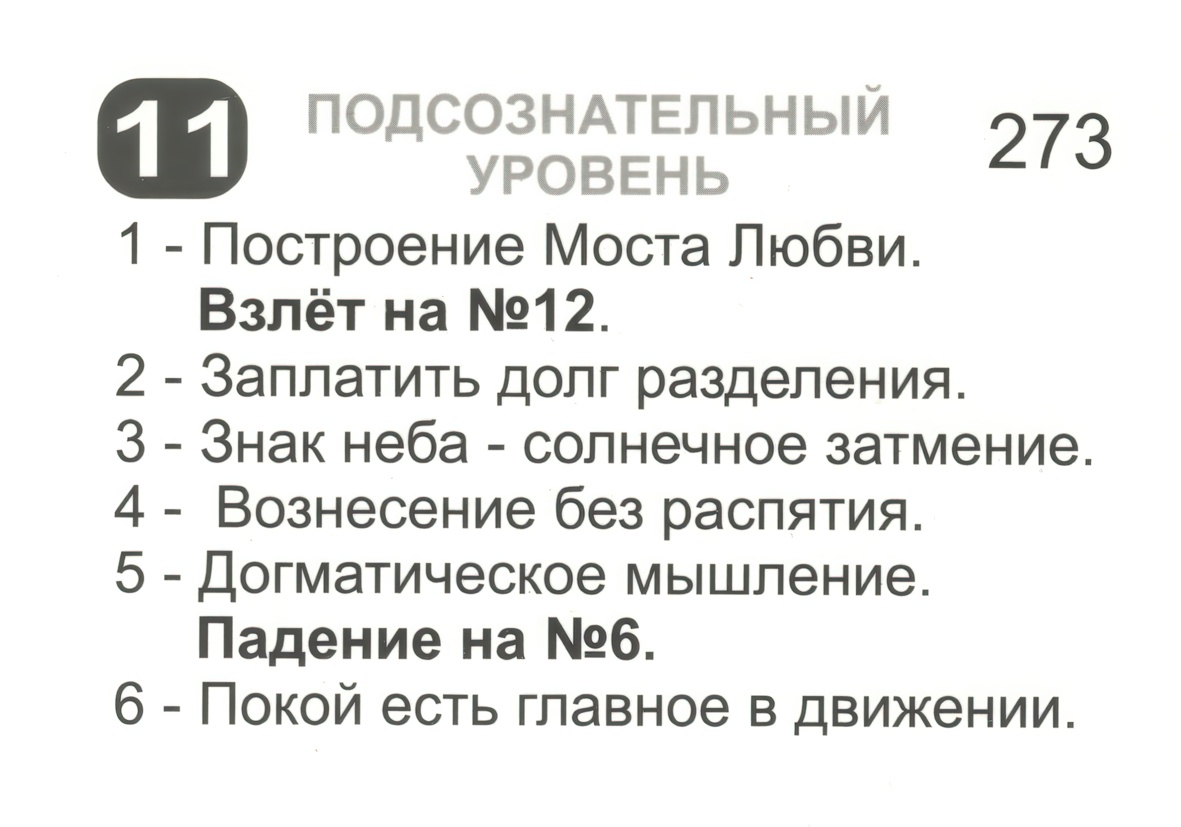 11
ПОДСОЗНАТЕЛЬНЫЙ
УРОВЕНЬ
273
1 - Построение Моста Любви.
Взлёт на №12.
2 - Заплатить долг разделения.
3 - Знак неба - солнечное затмение.
4 - Вознесение без распятия.
5 - Догматическое мышление.
Падение на №6.
6 - Покой есть главное в движении.